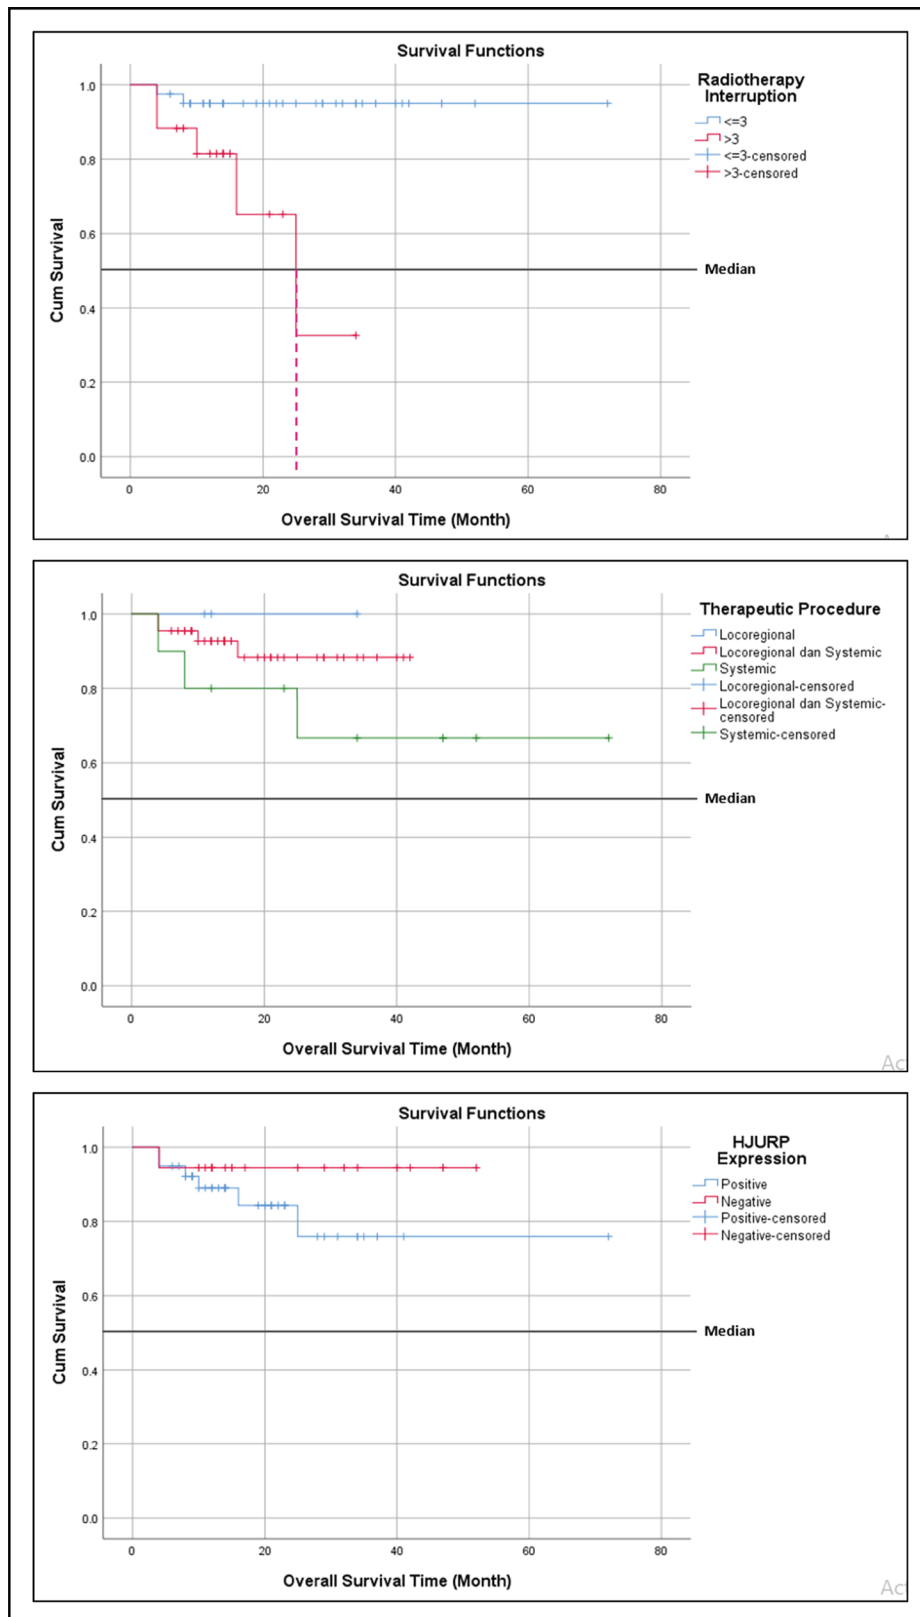 Survival Functions
Radiotherapy
Interruption
<=3
>3
<=3-censored
>3-censored
1.0
0.8
0.6
0.4
0.2
0.0
Cum Survival
Median
0 20 40 60 80
Overall Survival Time (Month)
Survival Functions
Therapeutic Procedure
Locoregional
Locoregional dan Systemic
Systemic
Locoregional-censored
Locoregional dan Systemic-
censored
Systemic-censored
1.0
0.8
0.6
0.4
0.2
0.0
Cum Survival
Median
0 20 40 60 80
Overall Survival Time (Month)
Ac
Survival Functions
HJURP
Expression
Positive
Negative
Positive-censored
Negative-censored
1.0
0.8
0.6
0.4
0.2
0.0
Cum Survival
Median
0 20 40 60 80
Overall Survival Time (Month)
Ac